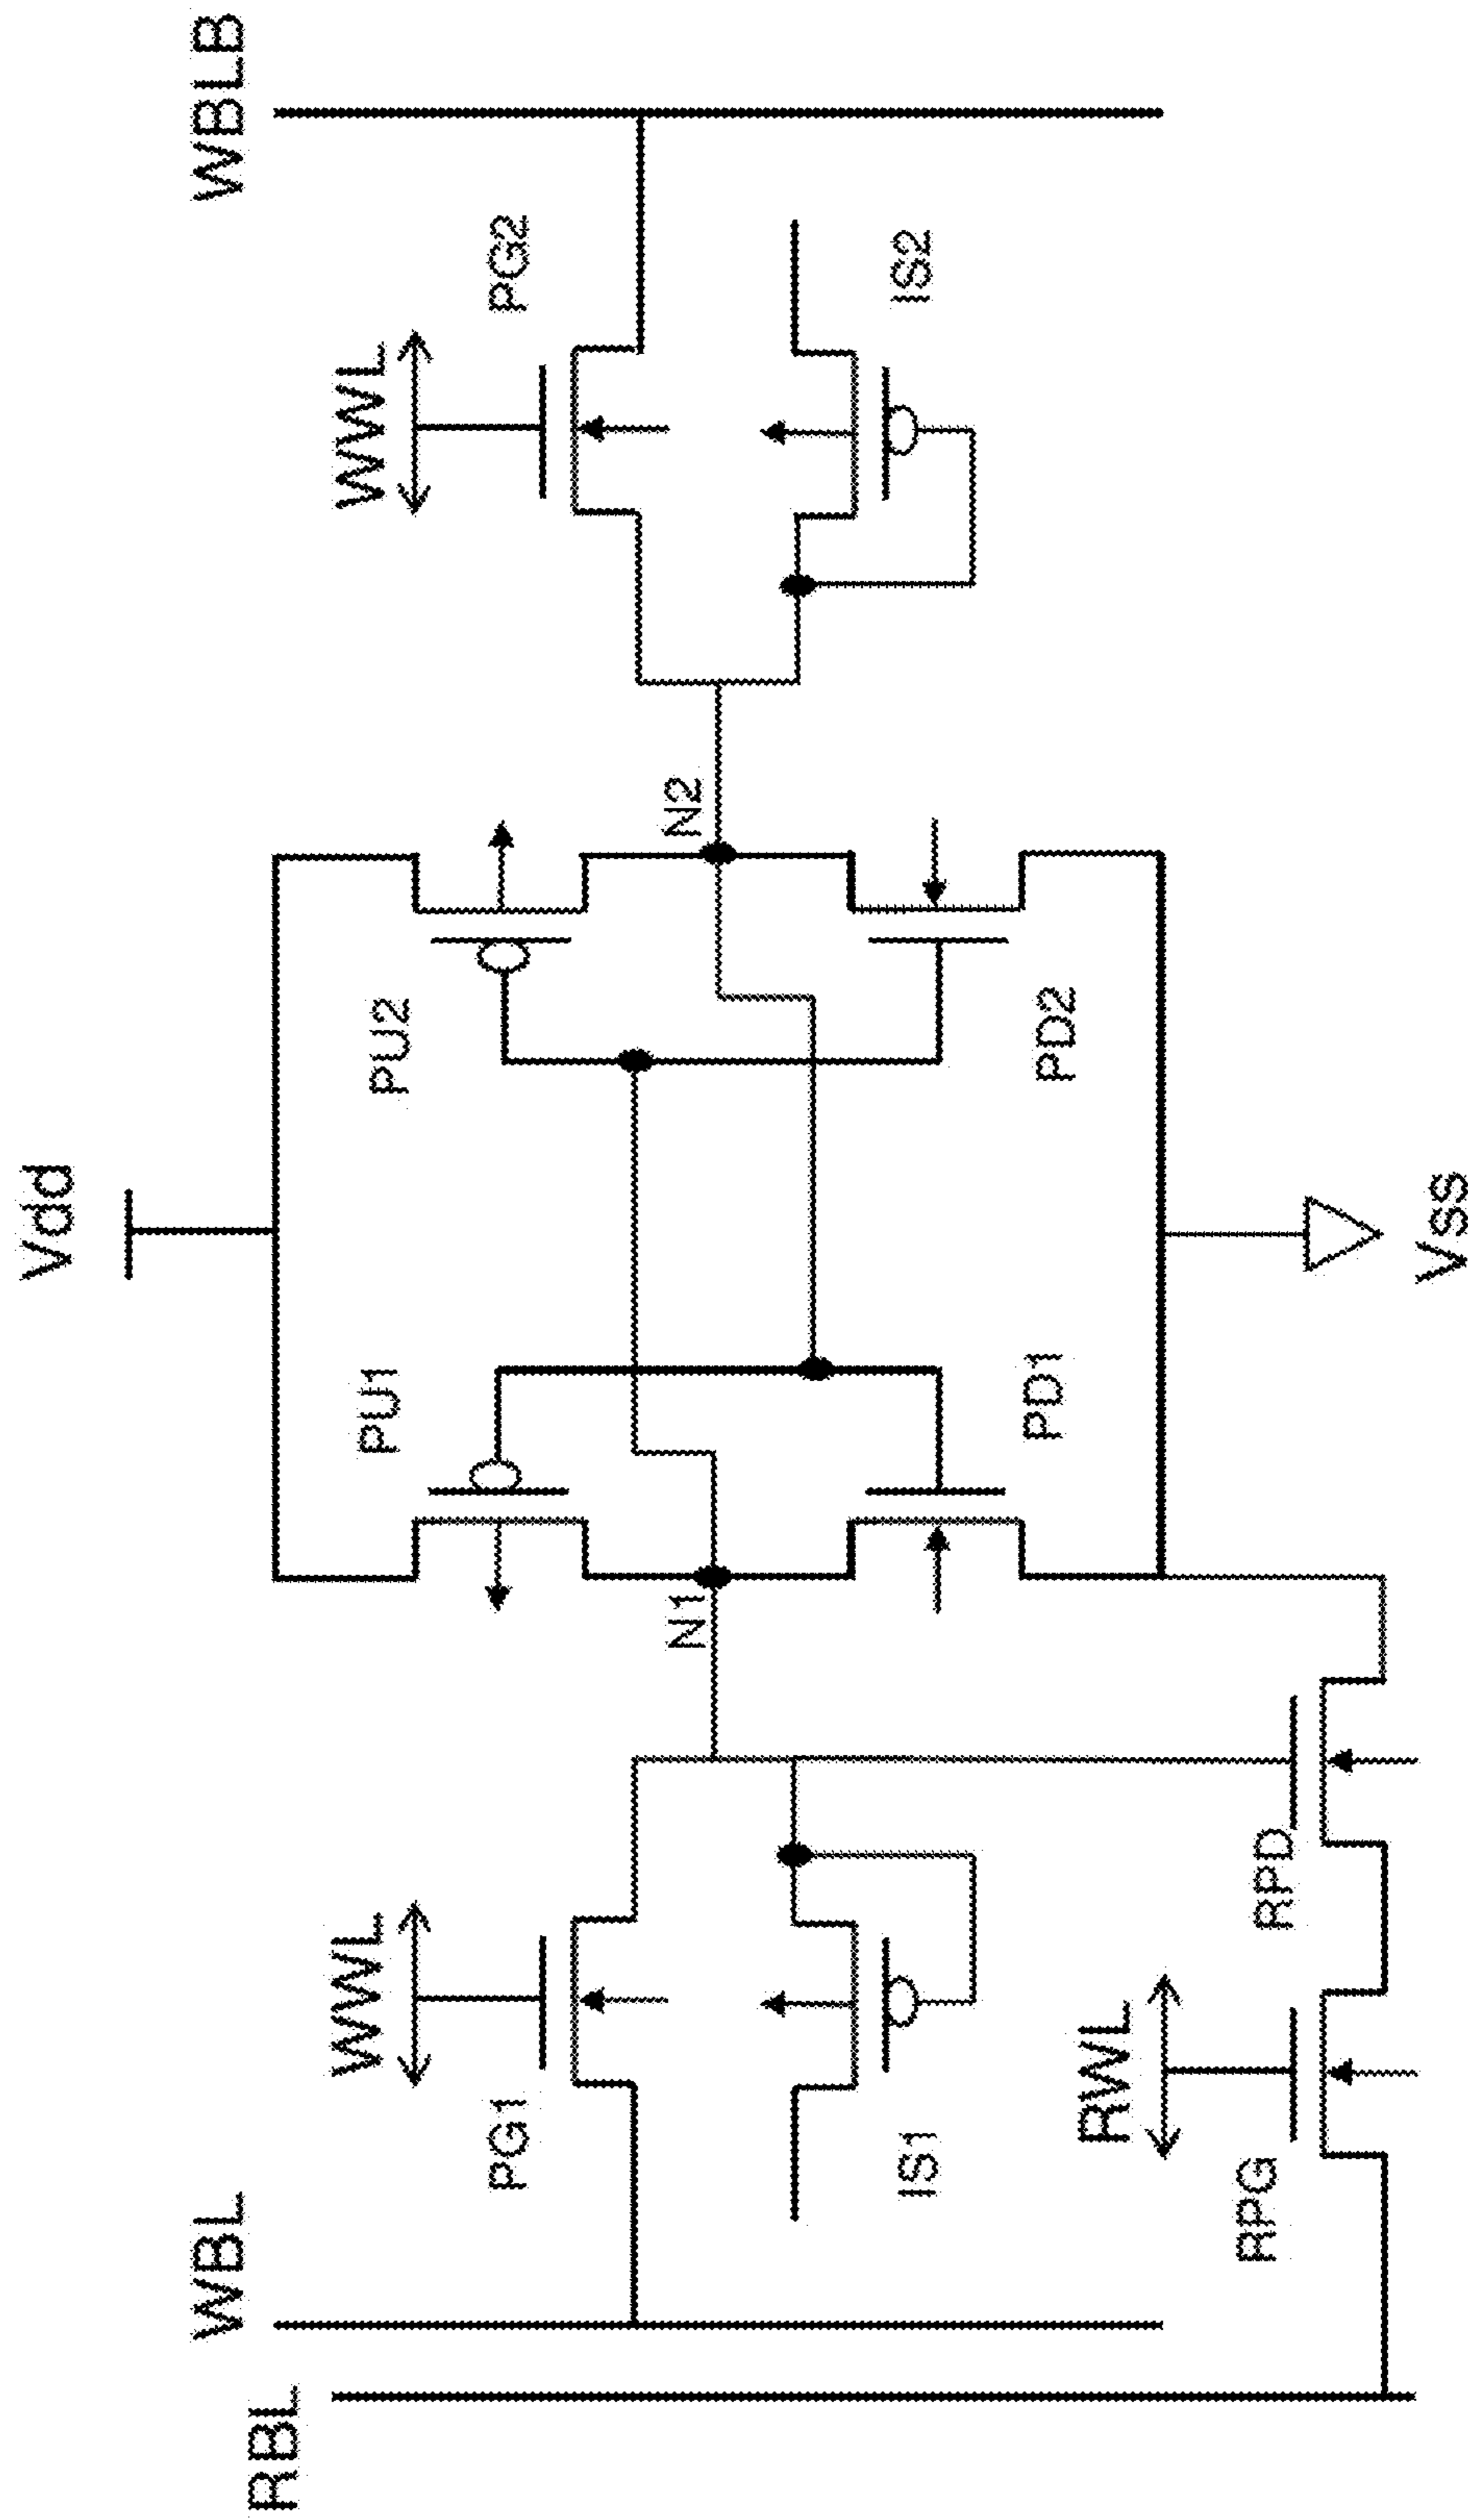 Vdd
WBL
WBLB
RBL
WWL
WWL
PU1
PU2
PG1
PG2
N1
N2
IS1
IS2
PD1
PD2
RWL
RPG
RPD
Vss